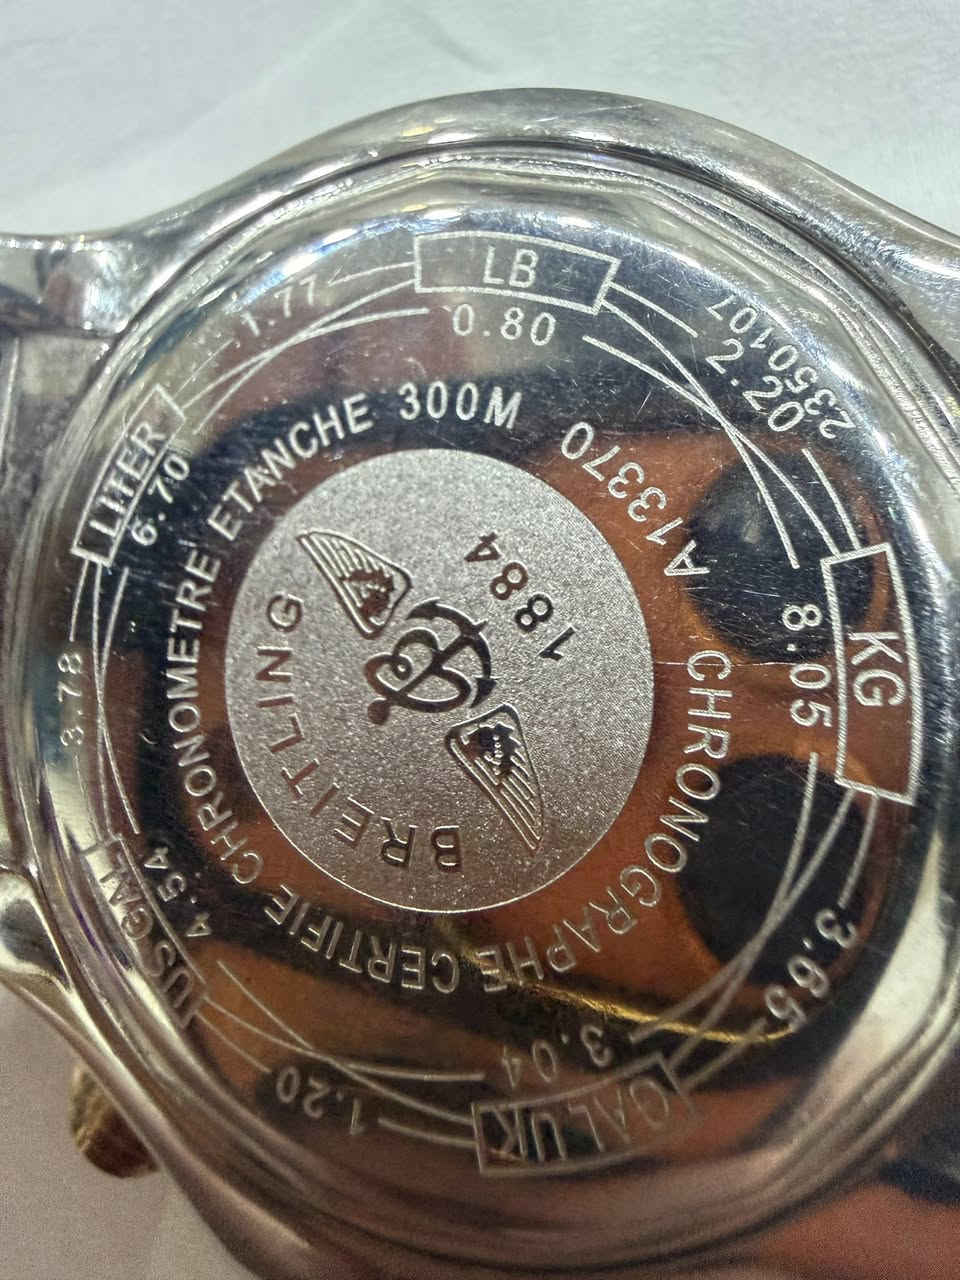 BREITLING
1884
CHRONOGRAPHE CERTIFIE CHRONOMETRE ETANCHE 300M
A13370
2350107
LB
0.80
2.20
KG
8.05
3.65
GAL UK
3.04
1.20
US GAL
4.54
3.78
LITER
6.70
1.77